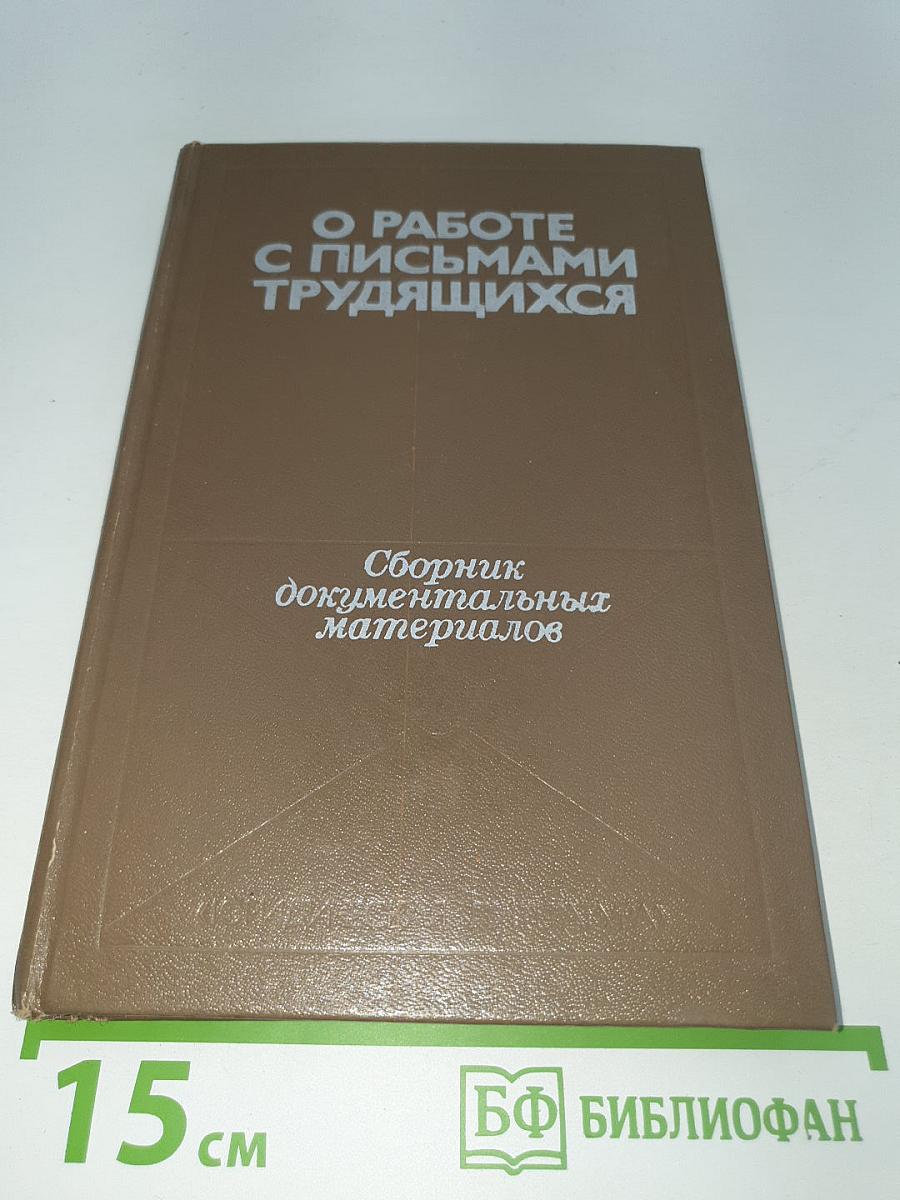 О РАБОТЕ
С ПИСЬМАМИ
ТРУДЯЩИХСЯ
Сборник
документальных
материалов
15 см
БФ БИБЛИОФАН